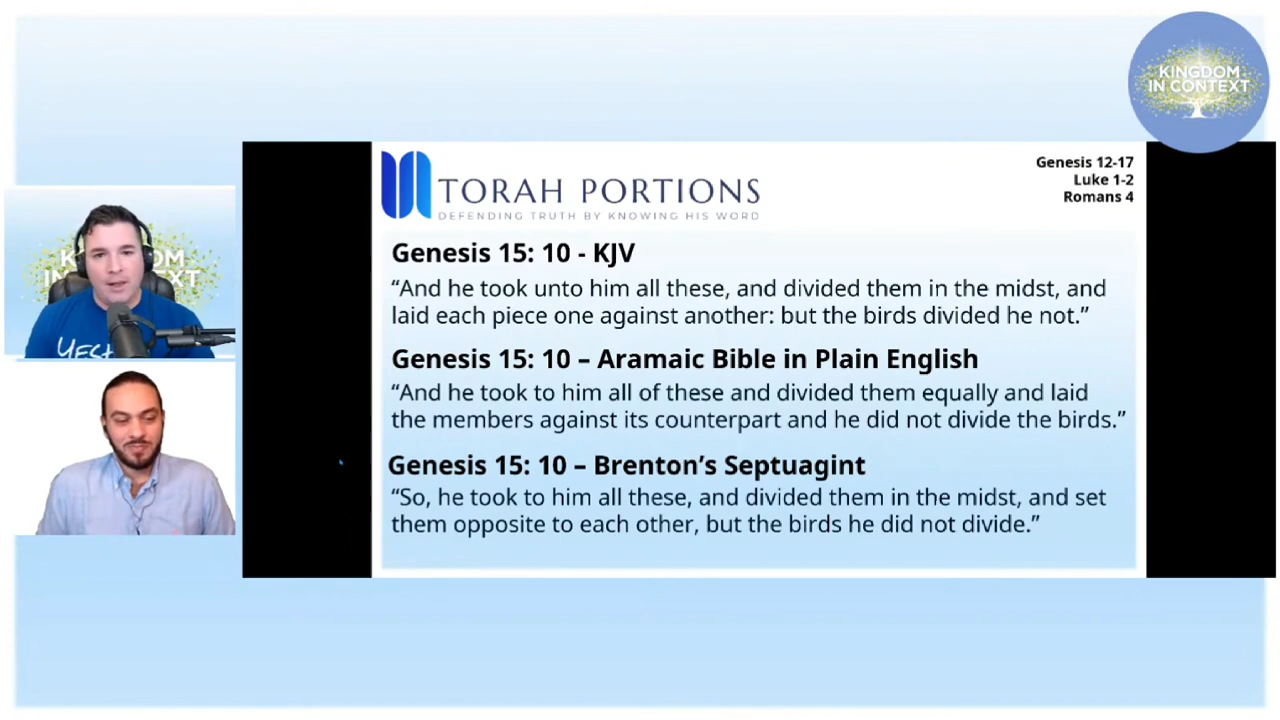 KINGDOM
IN CONTEXT
TORAH PORTIONS
DEFENDING TRUTH BY KNOWING HIS WORD
Genesis 12-17
Luke 1-2
Romans 4
Genesis 15: 10 - KJV
“And he took unto him all these, and divided them in the midst, and
laid each piece one against another: but the birds divided he not.”
Genesis 15: 10 – Aramaic Bible in Plain English
“And he took to him all of these and divided them equally and laid
the members against its counterpart and he did not divide the birds.”
Genesis 15: 10 – Brenton’s Septuagint
“So, he took to him all these, and divided them in the midst, and set
them opposite to each other, but the birds he did not divide.”